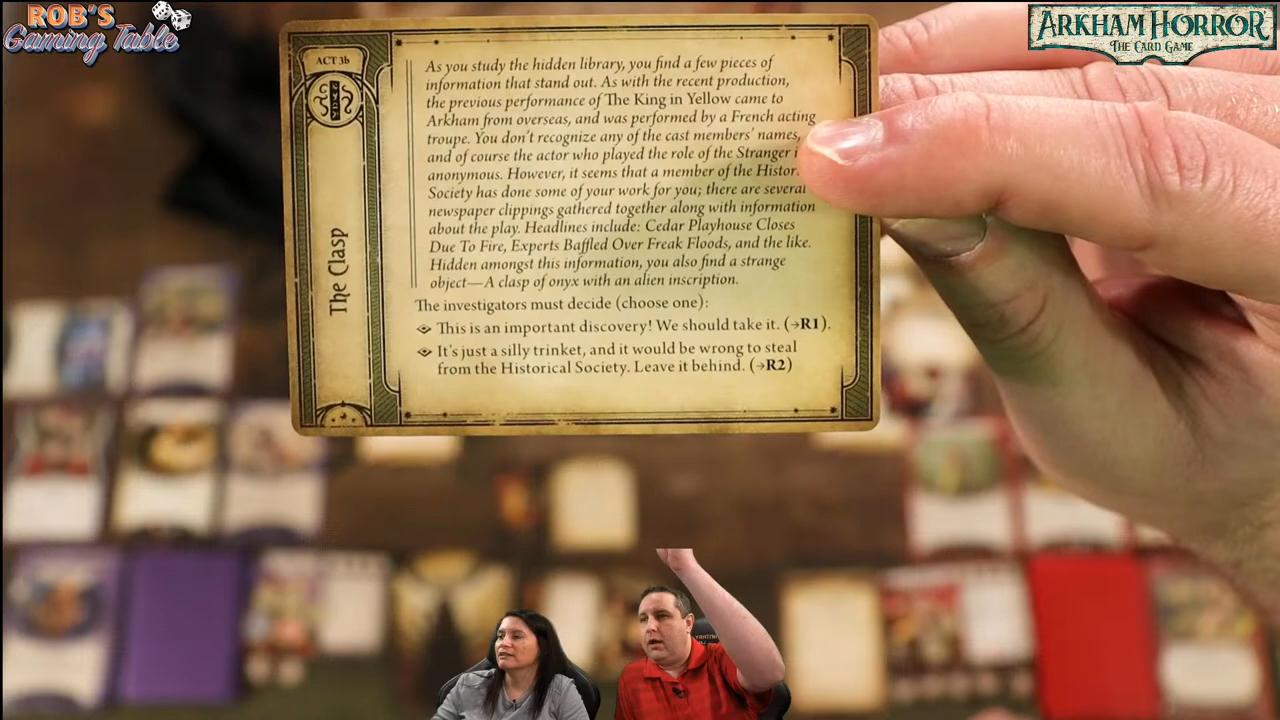 ROB'S
Gaming Table
ARKHAM HORROR
THE CARD GAME
ACT 3b
The Clasp
As you study the hidden library, you find a few pieces of
information that stand out. As with the recent production,
the previous performance of The King in Yellow came to
Arkham from overseas, and was performed by a French acting
troupe. You don't recognize any of the cast members' names,
and of course the actor who played the role of the Stranger
anonymous. However, it seems that a member of the
Society has done some of your work for you; there are several
newspaper clippings gathered together along with information
about the play. Headlines include: Cedar Playhouse Closes
Due To Fire, Experts Baffled Over Freak Floods, and the like.
Hidden amongst this information, you also find a strange
object—A clasp of onyx with an alien inscription.
The investigators must decide (choose one):
This is an important discovery! We should take it. (→R1).
It's just a silly trinket, and it would be wrong to steal
from the Historical Society. Leave it behind. (→R2)